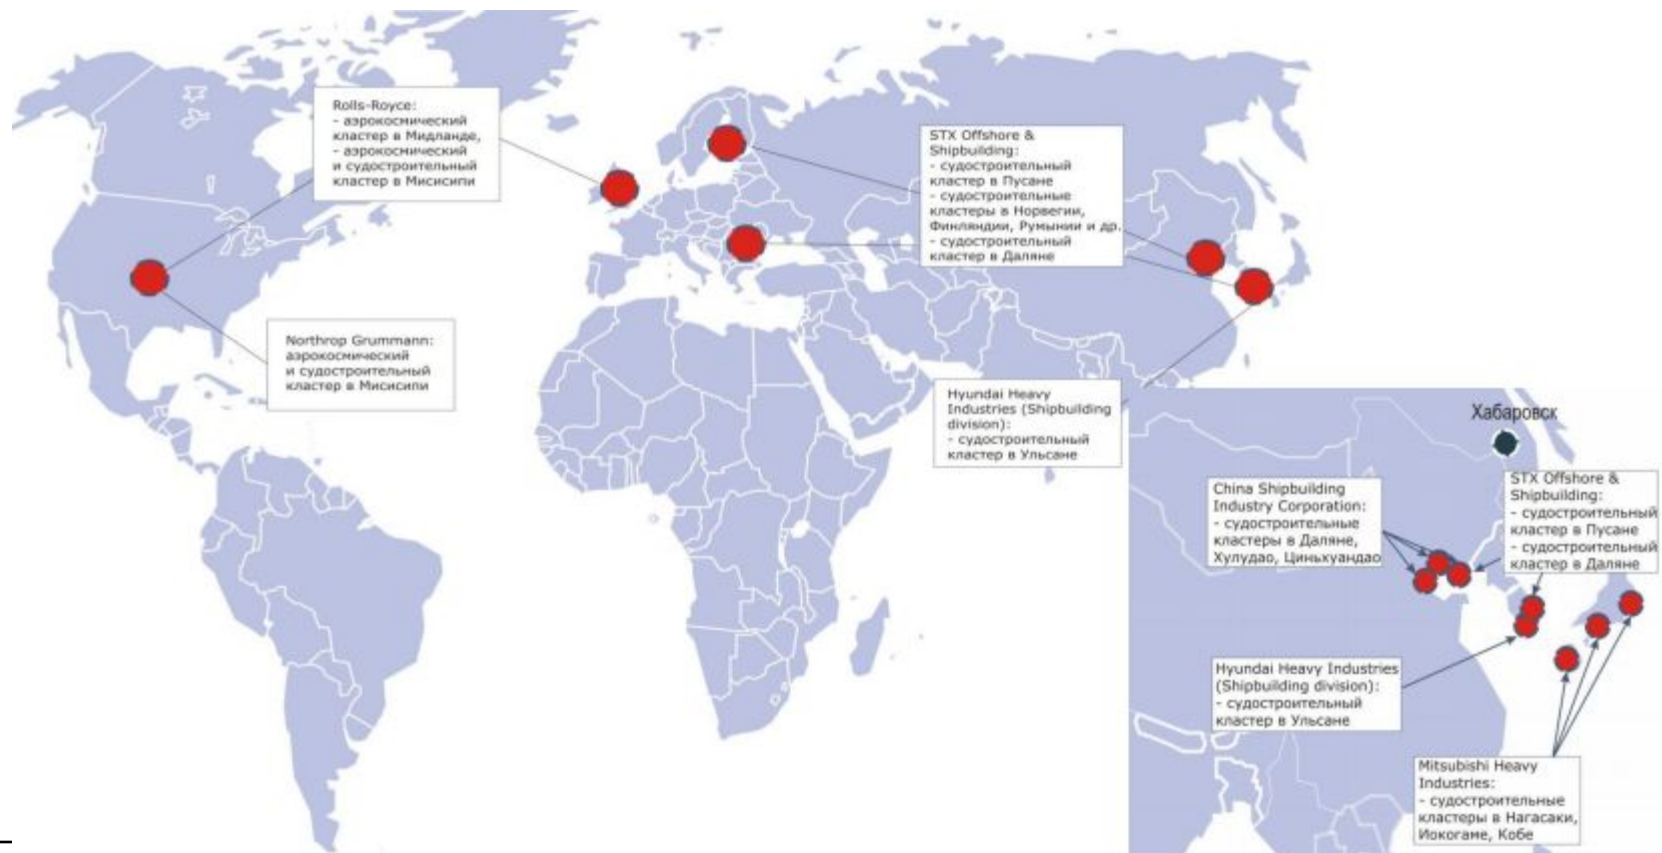 Rolls-Royce:
- аэрокосмический
кластер в Мидланде,
- аэрокосмический
и судостроительный
кластер в Мисисипи
STX Offshore &
Shipbuilding:
- судостроительный
кластер в Пусане
- судостроительные
кластеры в Норвегии,
Финляндии, Румынии и др.
- судостроительный
кластер в Даляне
Northrop Grummann:
аэрокосмический
и судостроительный
кластер в Мисисипи
Hyundai Heavy
Industries (Shipbuilding
division):
- судостроительный
кластер в Ульсане
Хабаровск
China Shipbuilding
Industry Corporation:
- судостроительные
кластеры в Даляне,
Хулудао, Циньхуандао
STX Offshore &
Shipbuilding:
- судостроительный
кластер в Пусане
- судостроительный
кластер в Даляне
Hyundai Heavy Industries
(Shipbuilding division):
- судостроительный
кластер в Ульсане
Mitsubishi Heavy
Industries:
- судостроительные
кластеры в Нагасаки,
Иокогаме, Кобе